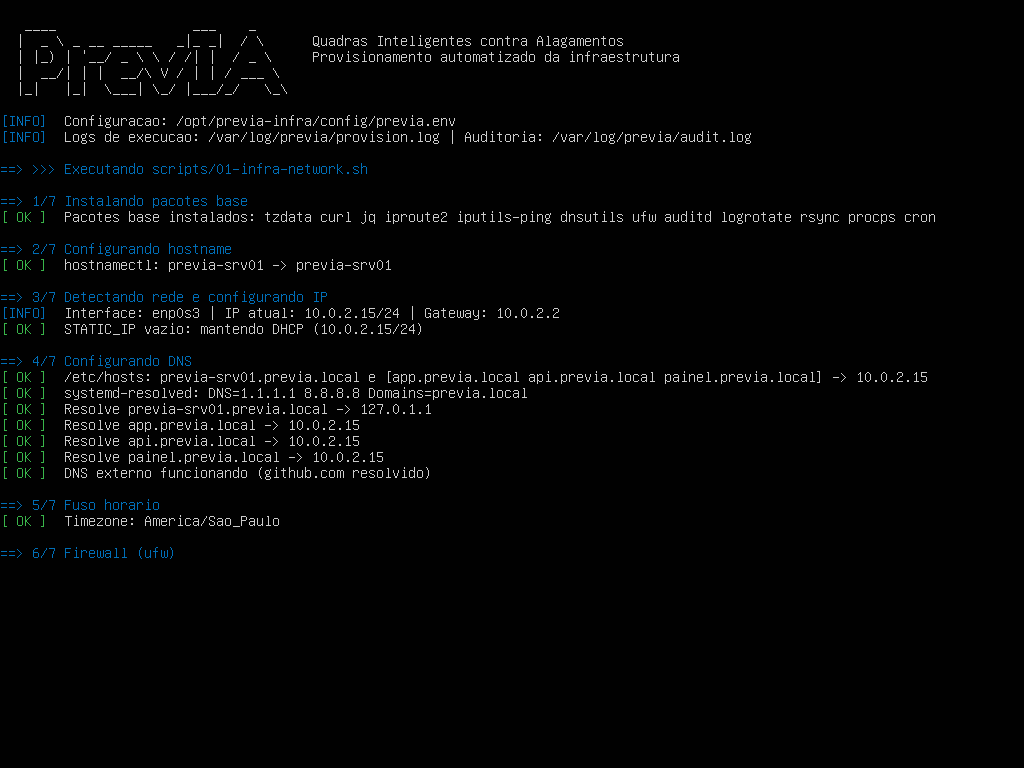 PrevIA
Quadras Inteligentes contra Alagamentos
Provisionamento automatizado da infraestrutura
[INFO] Configuracao: /opt/previa-infra/config/previa.env
[INFO] Logs de execucao: /var/log/previa/provision.log | Auditoria: /var/log/previa/audit.log
==> >>> Executando scripts/01-infra-network.sh
==> 1/7 Instalando pacotes base
[ OK ] Pacotes base instalados: tzdata curl jq iproute2 iputils-ping dnsutils ufw auditd logrotate rsync procps cron
==> 2/7 Configurando hostname
[ OK ] hostnamectl: previa-srv01 -> previa-srv01
==> 3/7 Detectando rede e configurando IP
[INFO] Interface: enp0s3 | IP atual: 10.0.2.15/24 | Gateway: 10.0.2.2
[ OK ] STATIC_IP vazio: mantendo DHCP (10.0.2.15/24)
==> 4/7 Configurando DNS
[ OK ] /etc/hosts: previa-srv01.previa.local e [app.previa.local api.previa.local painel.previa.local] -> 10.0.2.15
[ OK ] systemd-resolved: DNS=1.1.1.1 8.8.8.8 Domains=previa.local
[ OK ] Resolve previa-srv01.previa.local -> 127.0.1.1
[ OK ] Resolve app.previa.local -> 10.0.2.15
[ OK ] Resolve api.previa.local -> 10.0.2.15
[ OK ] Resolve painel.previa.local -> 10.0.2.15
[ OK ] DNS externo funcionando (github.com resolvido)
==> 5/7 Fuso horario
[ OK ] Timezone: America/Sao_Paulo
==> 6/7 Firewall (ufw)